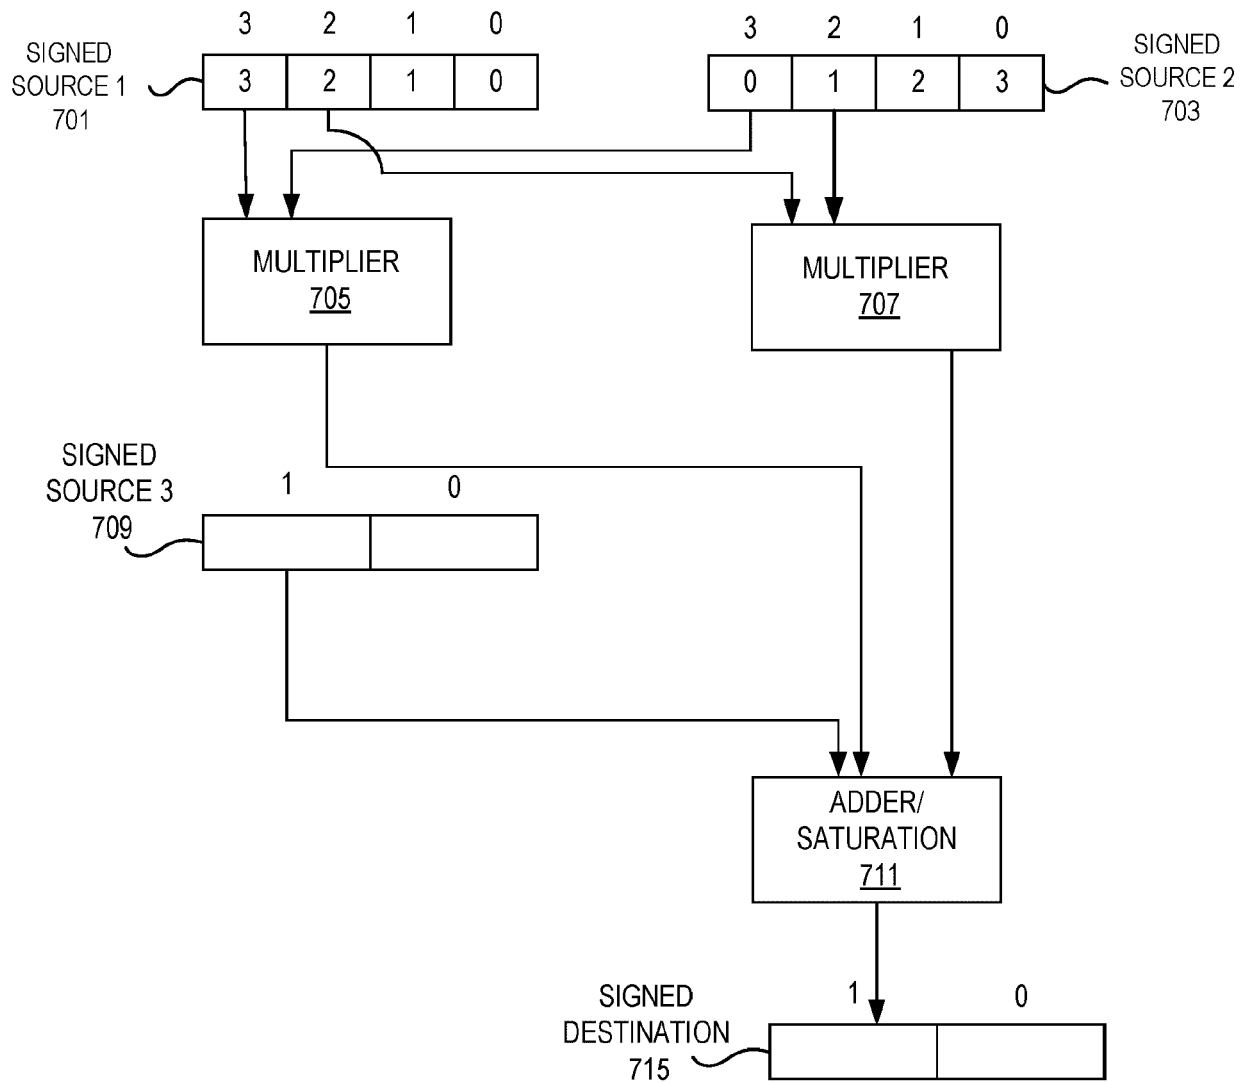 3 2 1 0
3 2 1 0
SIGNED
SOURCE 1
701
3 2 1 0
0 1 2 3
SIGNED
SOURCE 2
703
MULTIPLIER
705
MULTIPLIER
707
SIGNED
SOURCE 3
709
1 0
ADDER/
SATURATION
711
SIGNED
DESTINATION
715
1 0